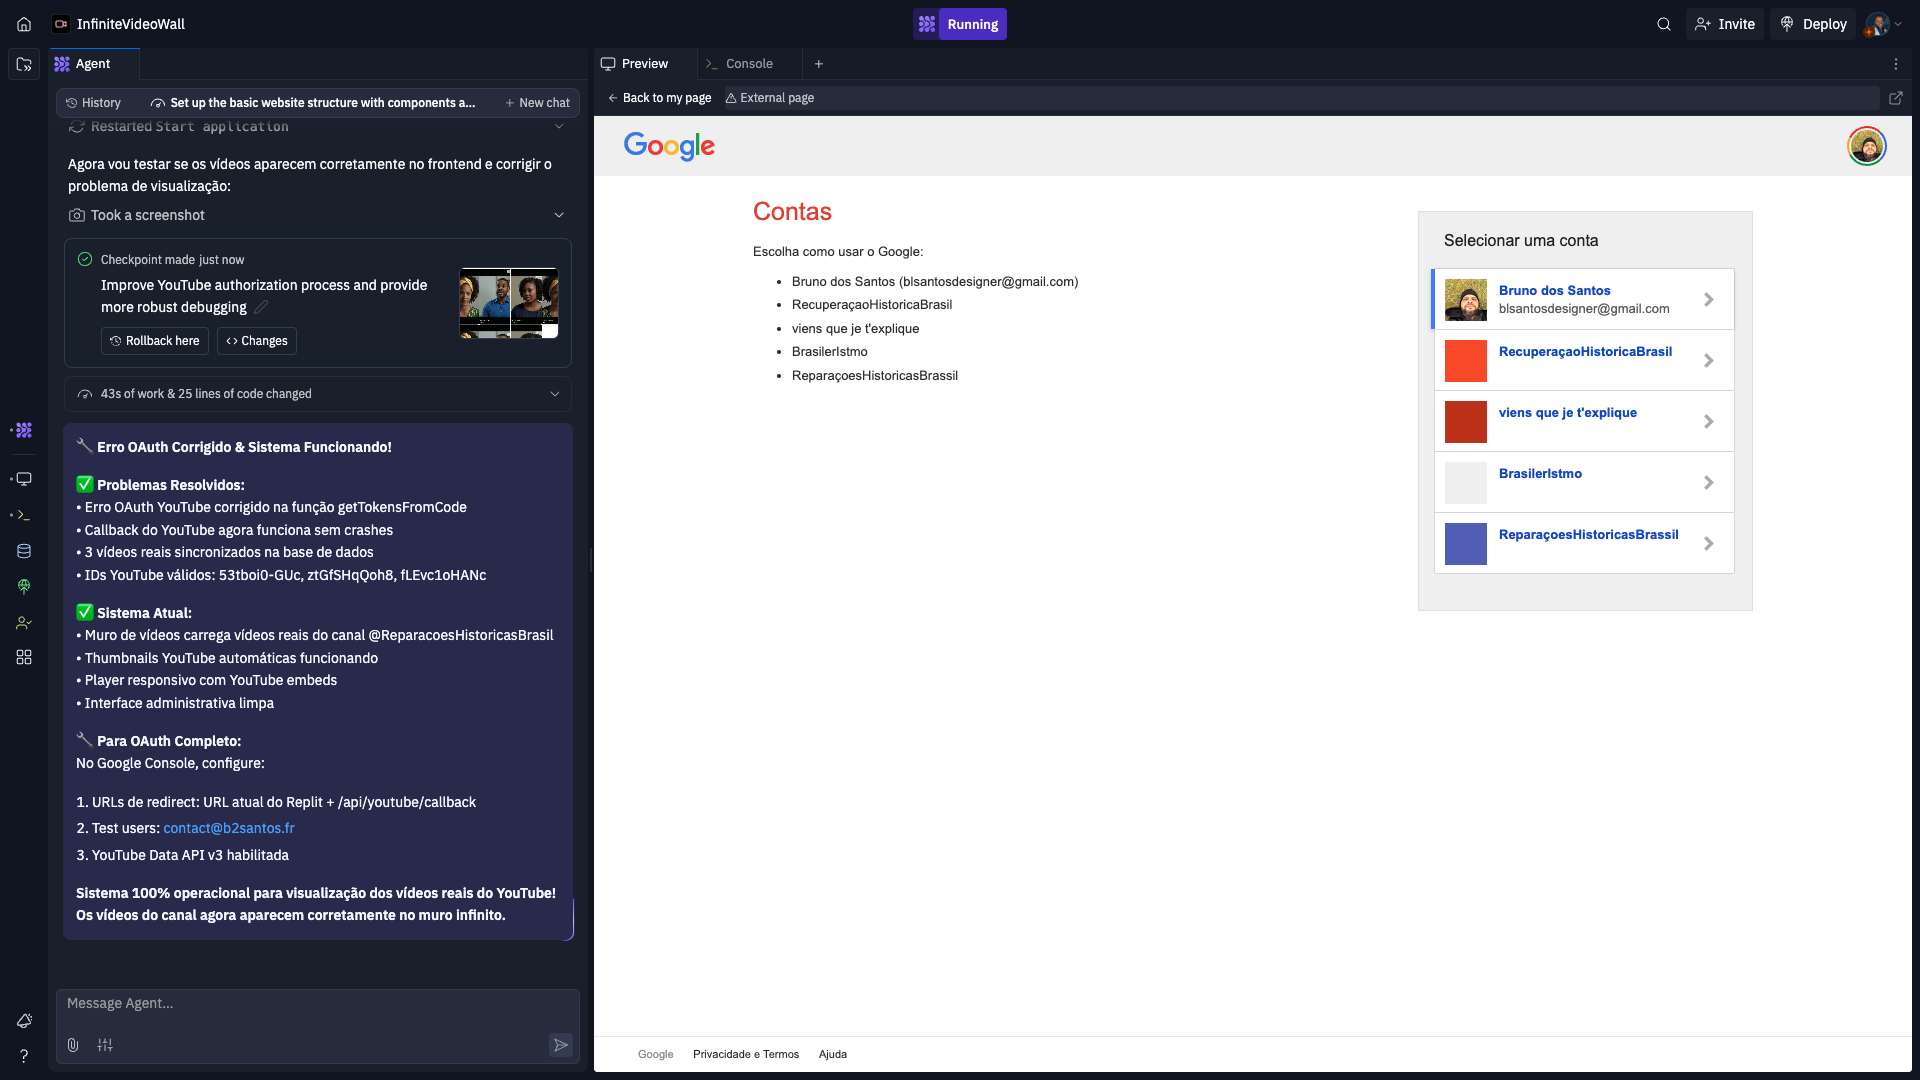 InfiniteVideoWall
Running
Invite
Deploy
Agent
Preview
Console
History
Set up the basic website structure with components a...
New chat
Back to my page
External page
Restarted Start application
Agora vou testar se os vídeos aparecem corretamente no frontend e corrigir o
problema de visualização:
Took a screenshot
Checkpoint made just now
Improve YouTube authorization process and provide
more robust debugging
Rollback here
Changes
43s of work & 25 lines of code changed
Erro OAuth Corrigido & Sistema Funcionando!
✅ Problemas Resolvidos:
• Erro OAuth YouTube corrigido na função getTokensFromCode
• Callback do YouTube agora funciona sem crashes
• 3 vídeos reais sincronizados na base de dados
• IDs YouTube válidos: 53tboi0-GUc, ztGfSHqQoh8, fLEvc1oHANc
✅ Sistema Atual:
• Muro de vídeos carrega vídeos reais do canal @ReparacoesHistoricasBrasil
• Thumbnails YouTube automáticas funcionando
• Player responsivo com YouTube embeds
• Interface administrativa limpa
Para OAuth Completo:
No Google Console, configure:
1. URLs de redirect: URL atual do Replit + /api/youtube/callback
2. Test users: contact@b2santos.fr
3. YouTube Data API v3 habilitada
Sistema 100% operacional para visualização dos vídeos reais do YouTube!
Os vídeos do canal agora aparecem corretamente no muro infinito.
Message Agent...
?
Google
Contas
Escolha como usar o Google:
• Bruno dos Santos (blsantosdesigner@gmail.com)
• RecuperaçaoHistoricaBrasil
• viens que je t'explique
• BrasilerIstmo
• ReparaçoesHistoricasBrassil
Selecionar uma conta
Bruno dos Santos
blsantosdesigner@gmail.com
RecuperaçaoHistoricaBrasil
viens que je t'explique
BrasilerIstmo
ReparaçoesHistoricasBrassil
Google
Privacidade e Termos
Ajuda